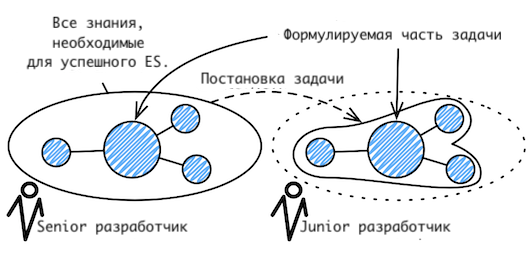 Все знания,
необходимые
для успешного ES.
Формулируемая часть задачи
Постановка задачи
Senior разработчик
Junior разработчик